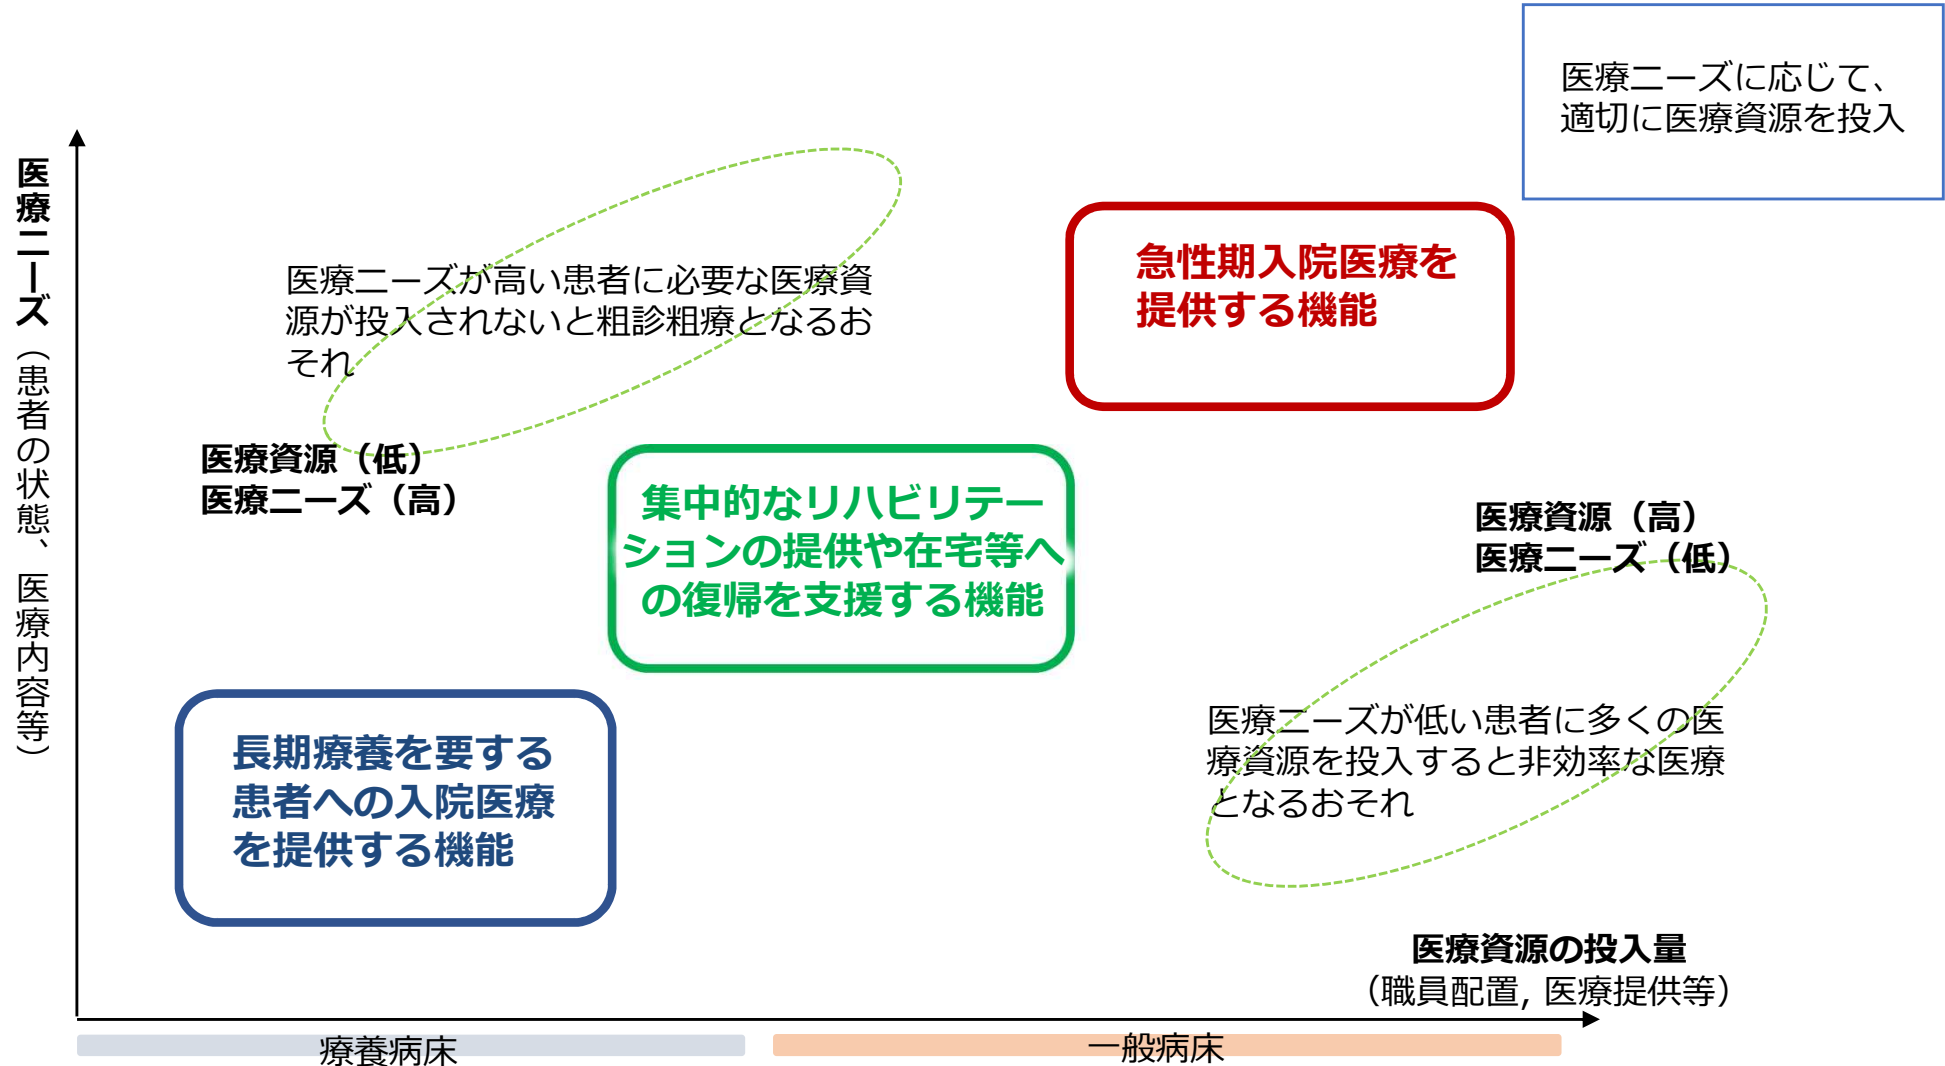 医療ニーズに応じて、
適切に医療資源を投入
医療ニーズ（患者の状態、医療内容等）
医療ニーズが高い患者に必要な医療資
源が投入されないと粗診粗療となるお
それ
医療資源（低）
医療ニーズ（高）
急性期入院医療を
提供する機能
集中的なリハビリテー
ションの提供や在宅等へ
の復帰を支援する機能
医療資源（高）
医療ニーズ（低）
医療ニーズが低い患者に多くの医
療資源を投入すると非効率な医療
となるおそれ
長期療養を要する
患者への入院医療
を提供する機能
医療資源の投入量
（職員配置, 医療提供等）
療養病床
一般病床